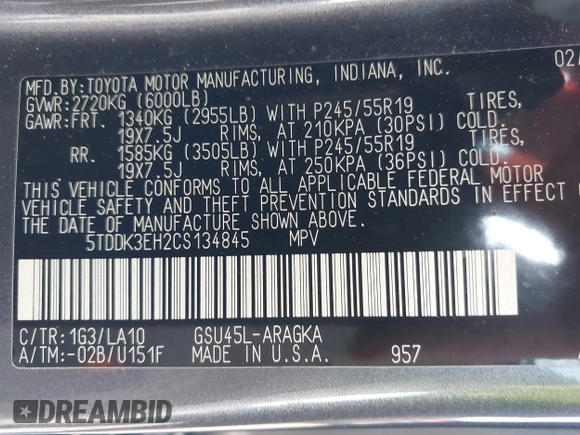 MFD.BY:TOYOTA MOTOR MANUFACTURING, INDIANA, INC. 02/
GVWR:2720KG (6000LB)
GAWR:FRT. 1340KG (2955LB) WITH P245/55R19 TIRES,
19X7.5J RIMS, AT 210KPA (30PSI) COLD.
RR. 1585KG (3505LB) WITH P245/55R19 TIRES,
19X7.5J RIMS, AT 250KPA (36PSI) COLD.
THIS VEHICLE CONFORMS TO ALL APPLICABLE FEDERAL MOTOR
VEHICLE SAFETY AND THEFT PREVENTION STANDARDS IN EFFECT
THE DATE OF MANUFACTURE SHOWN ABOVE.
5TDDK3EH2CS134845 MPV
C/TR:1G3/LA10 GSU45L-ARAGKA
A/TM:-02B/U151F MADE IN U.S.A. 957
DREAMBID